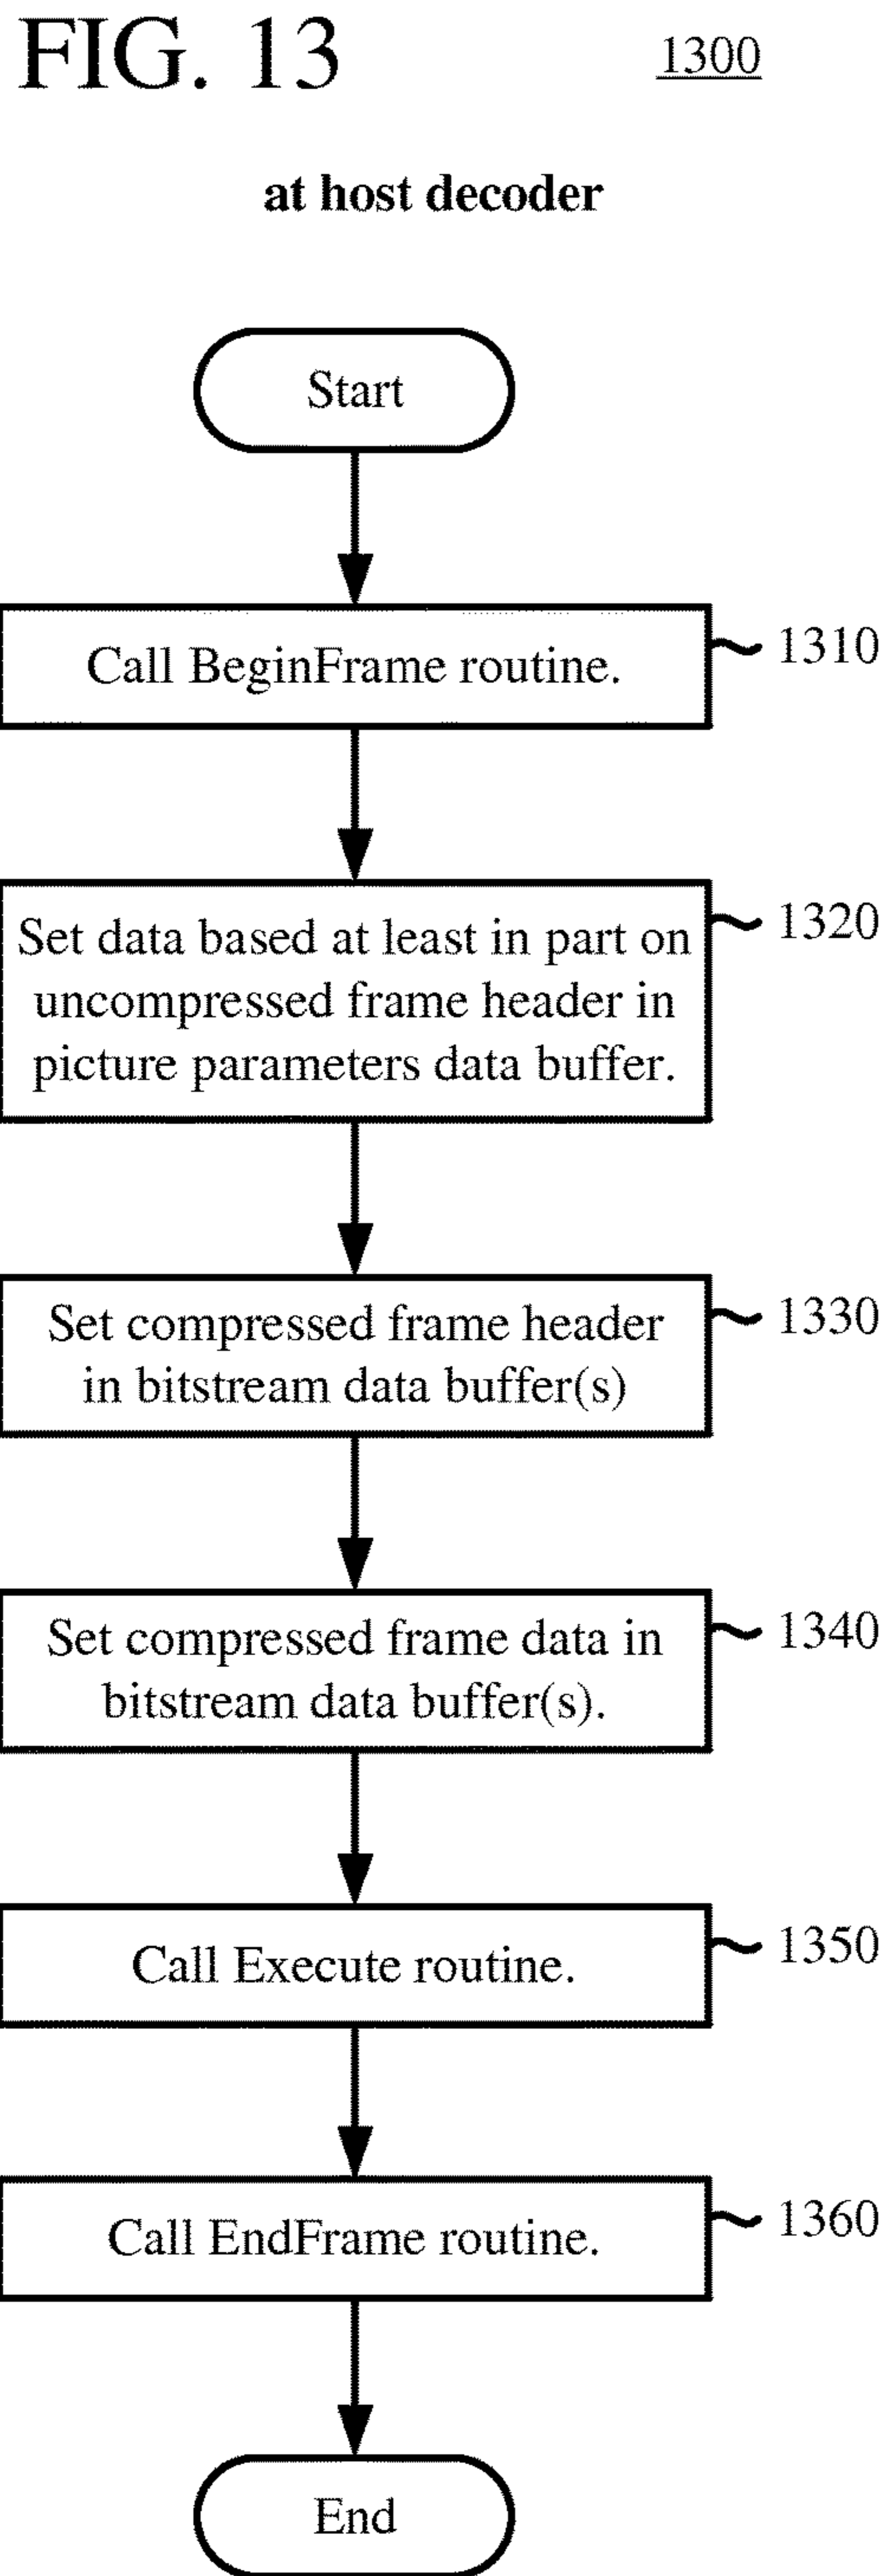 FIG. 13
1300
at host decoder
Start
Call BeginFrame routine.
1310
Set data based at least in part on
uncompressed frame header in
picture parameters data buffer.
1320
Set compressed frame header
in bitstream data buffer(s)
1330
Set compressed frame data in
bitstream data buffer(s).
1340
Call Execute routine.
1350
Call EndFrame routine.
1360
End